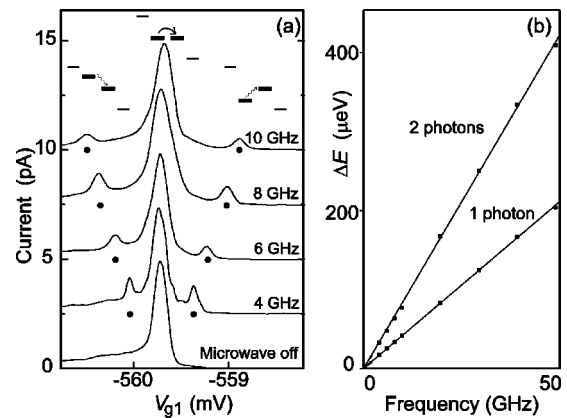 (a)
15
10
5
0
Current (pA)
10 GHz
8 GHz
6 GHz
4 GHz
Microwave off
-560
-559
Vg1 (mV)
(b)
400
200
0
ΔE (μeV)
2 photons
1 photon
0
50
Frequency (GHz)